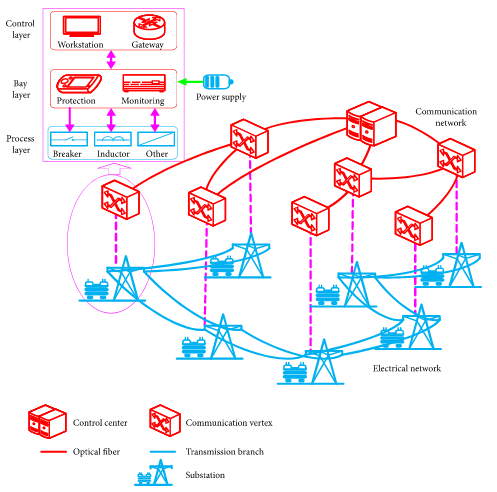 Control
layer
Workstation
Gateway
Bay
layer
Protection
Monitoring
Power supply
Process
layer
Breaker
Inductor
Other
Communication
network
Electrical network
Control center
Communication vertex
Optical fiber
Transmission branch
Substation